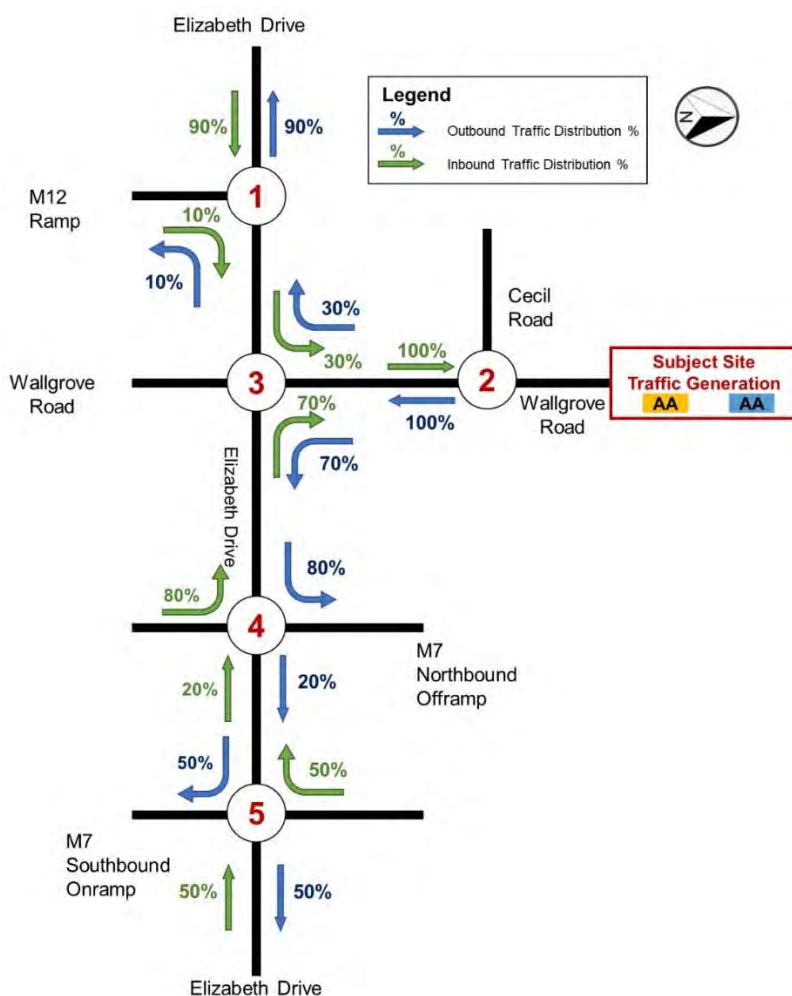 Elizabeth Drive
Legend
%
Outbound Traffic Distribution %
%
Inbound Traffic Distribution %
N
90%
90%
M12
Ramp
1
10%
10%
Cecil
Road
30%
30%
100%
Wallgrove
Road
3
2
Subject Site
Traffic Generation
AA
AA
Wallgrove
Road
70%
100%
70%
Elizabeth Drive
80%
80%
4
M7
Northbound
Offramp
20%
20%
50%
50%
5
M7
Southbound
Onramp
50%
50%
Elizabeth Drive